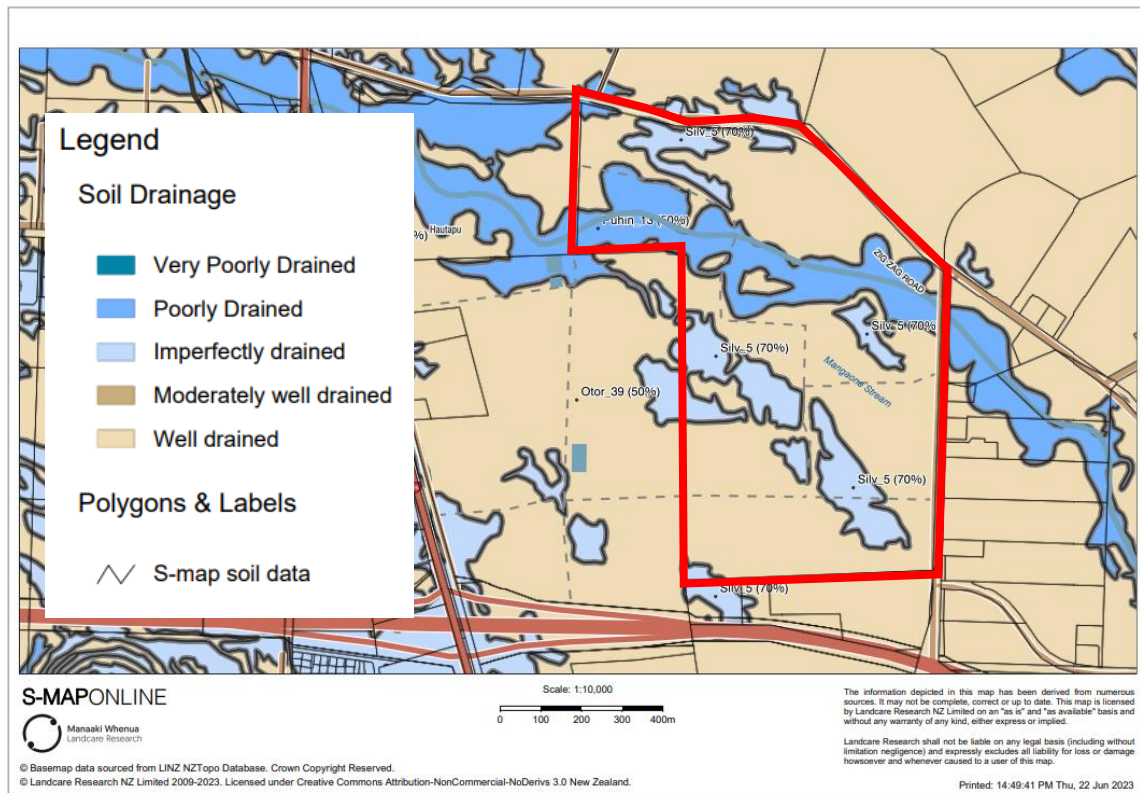 Legend
Soil Drainage
Very Poorly Drained
Poorly Drained
Imperfectly drained
Moderately well drained
Well drained
Polygons & Labels
S-map soil data
Silv_5 (70%)
Puhin_13 (50%)
%)
Hautapu
ZIG ZAG ROAD
Silv_5 (70%
Silv_5 (70%)
Mangaone Stream
Otor_39 (50%)
Silv_5 (70%)
Silv_5 (70%)
S-MAPONLINE
Manaaki Whenua
Landcare Research
Scale: 1:10,000
0 100 200 300 400m
The information depicted in this map has been derived from numerous
sources. It may not be complete, correct or up to date. This map is licensed
by Landcare Research NZ Limited on an "as is" and "as available" basis and
without any warranty of any kind, either express or implied.
Landcare Research shall not be liable on any legal basis (including without
limitation negligence) and expressly excludes all liability for loss or damage
howsoever and whenever caused to a user of this map.
© Basemap data sourced from LINZ NZTopo Database. Crown Copyright Reserved.
© Landcare Research NZ Limited 2009-2023. Licensed under Creative Commons Attribution-NonCommercial-NoDerivs 3.0 New Zealand.
Printed: 14:49:41 PM Thu, 22 Jun 2023